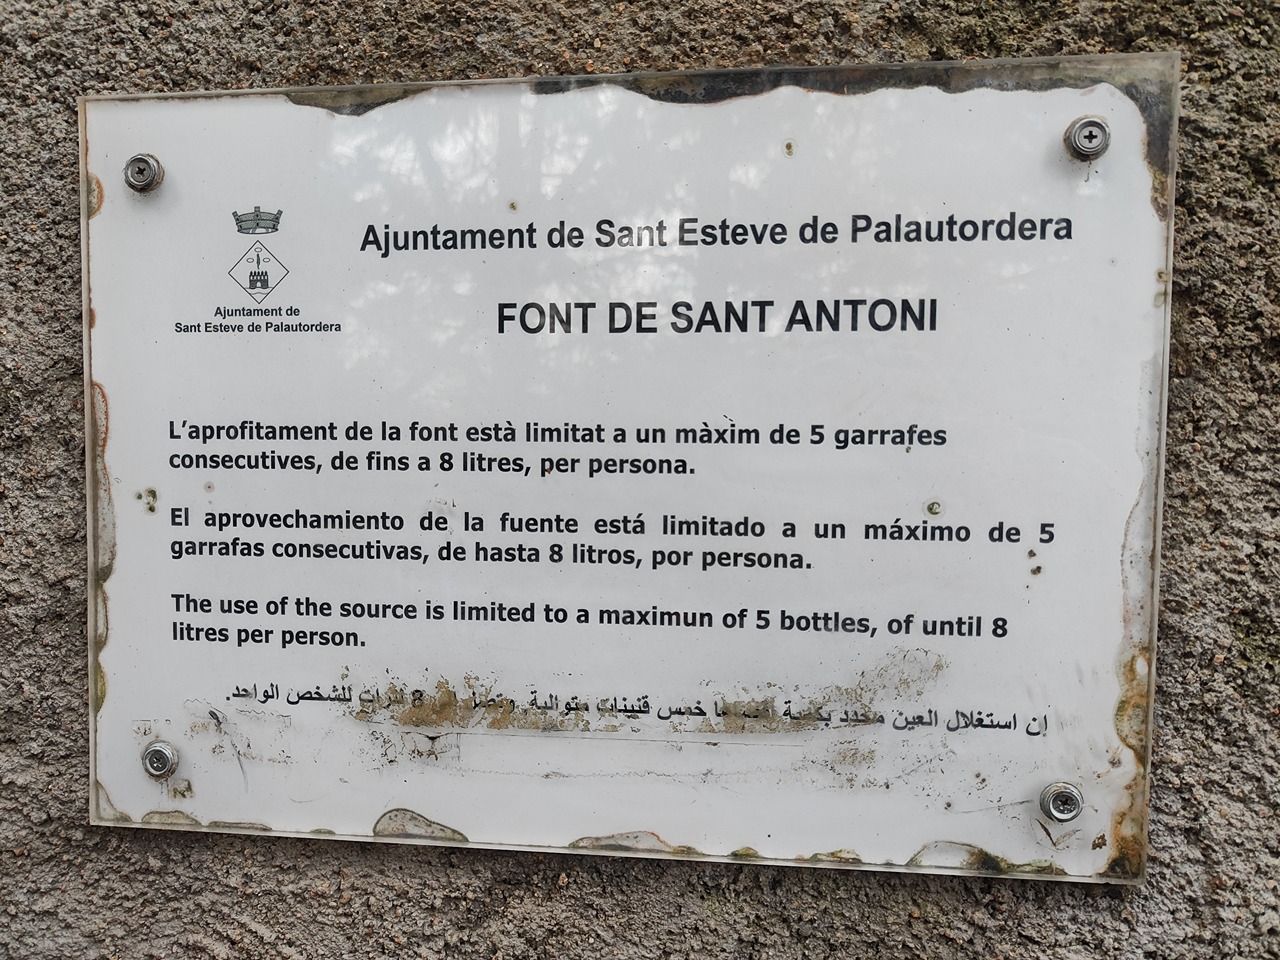 Ajuntament de Sant Esteve de Palautordera
Ajuntament de
Sant Esteve de Palautordera
FONT DE SANT ANTONI
L'aprofitament de la font està limitat a un màxim de 5 garrafes
consecutives, de fins a 8 litres, per persona.
El aprovechamiento de la fuente está limitado a un máximo de 5
garrafas consecutivas, de hasta 8 litros, por persona.
The use of the source is limited to a maximun of 5 bottles, of until 8
litres per person.
إن استغلال العين محدد خمس قنينات متوالية 8 لترات للشخص الواحد.